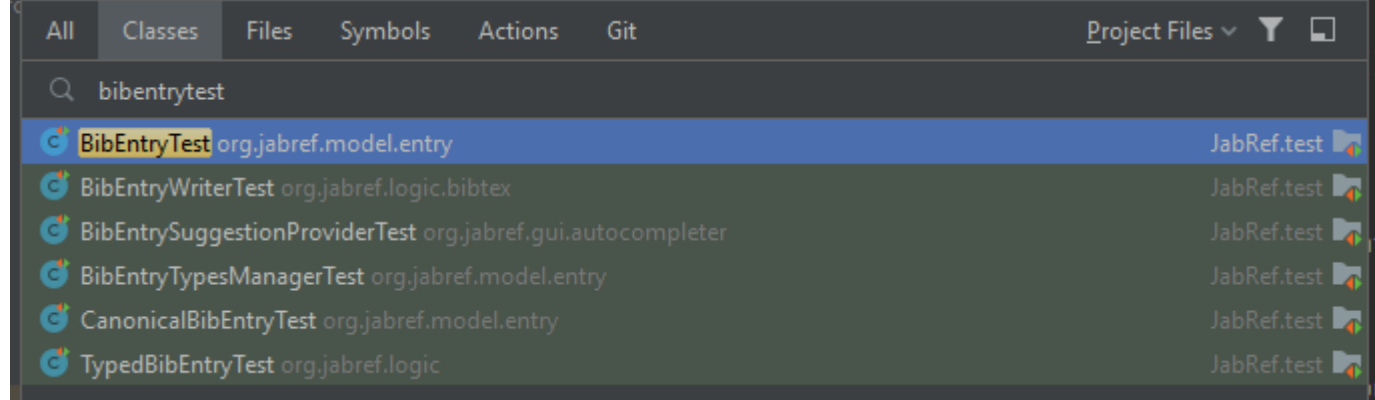 All Classes Files Symbols Actions Git Project Files
bibentrytest
BibEntryTest org.jabref.model.entry JabRef.test
BibEntryWriterTest org.jabref.logic.bibtex JabRef.test
BibEntrySuggestionProviderTest org.jabref.gui.autocompleter JabRef.test
BibEntryTypesManagerTest org.jabref.model.entry JabRef.test
CanonicalBibEntryTest org.jabref.model.entry JabRef.test
TypedBibEntryTest org.jabref.logic JabRef.test